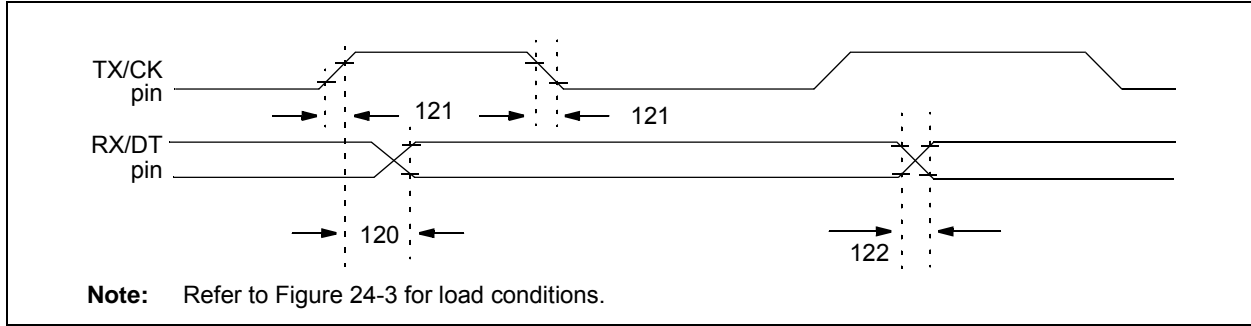 TX/CK
pin
121
121
RX/DT
pin
120
122
Note: Refer to Figure 24-3 for load conditions.